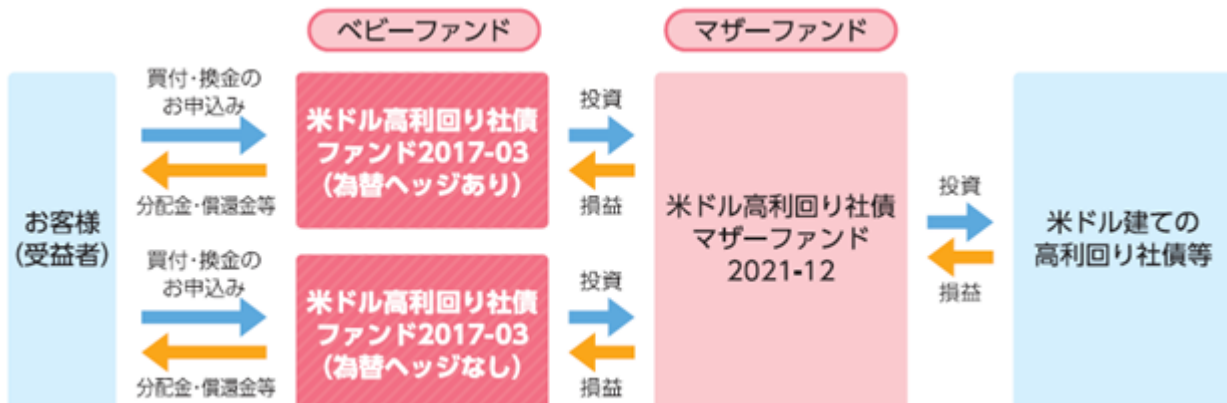 ベビーファンド
マザーファンド
お客様
(受益者)
買付・換金の
お申込み
分配金・償還金等
米ドル高利回り社債
ファンド2017-03
(為替ヘッジあり)
投資
損益
買付・換金の
お申込み
分配金・償還金等
米ドル高利回り社債
ファンド2017-03
(為替ヘッジなし)
投資
損益
米ドル高利回り社債
マザーファンド
2021-12
投資
損益
米ドル建ての
高利回り社債等